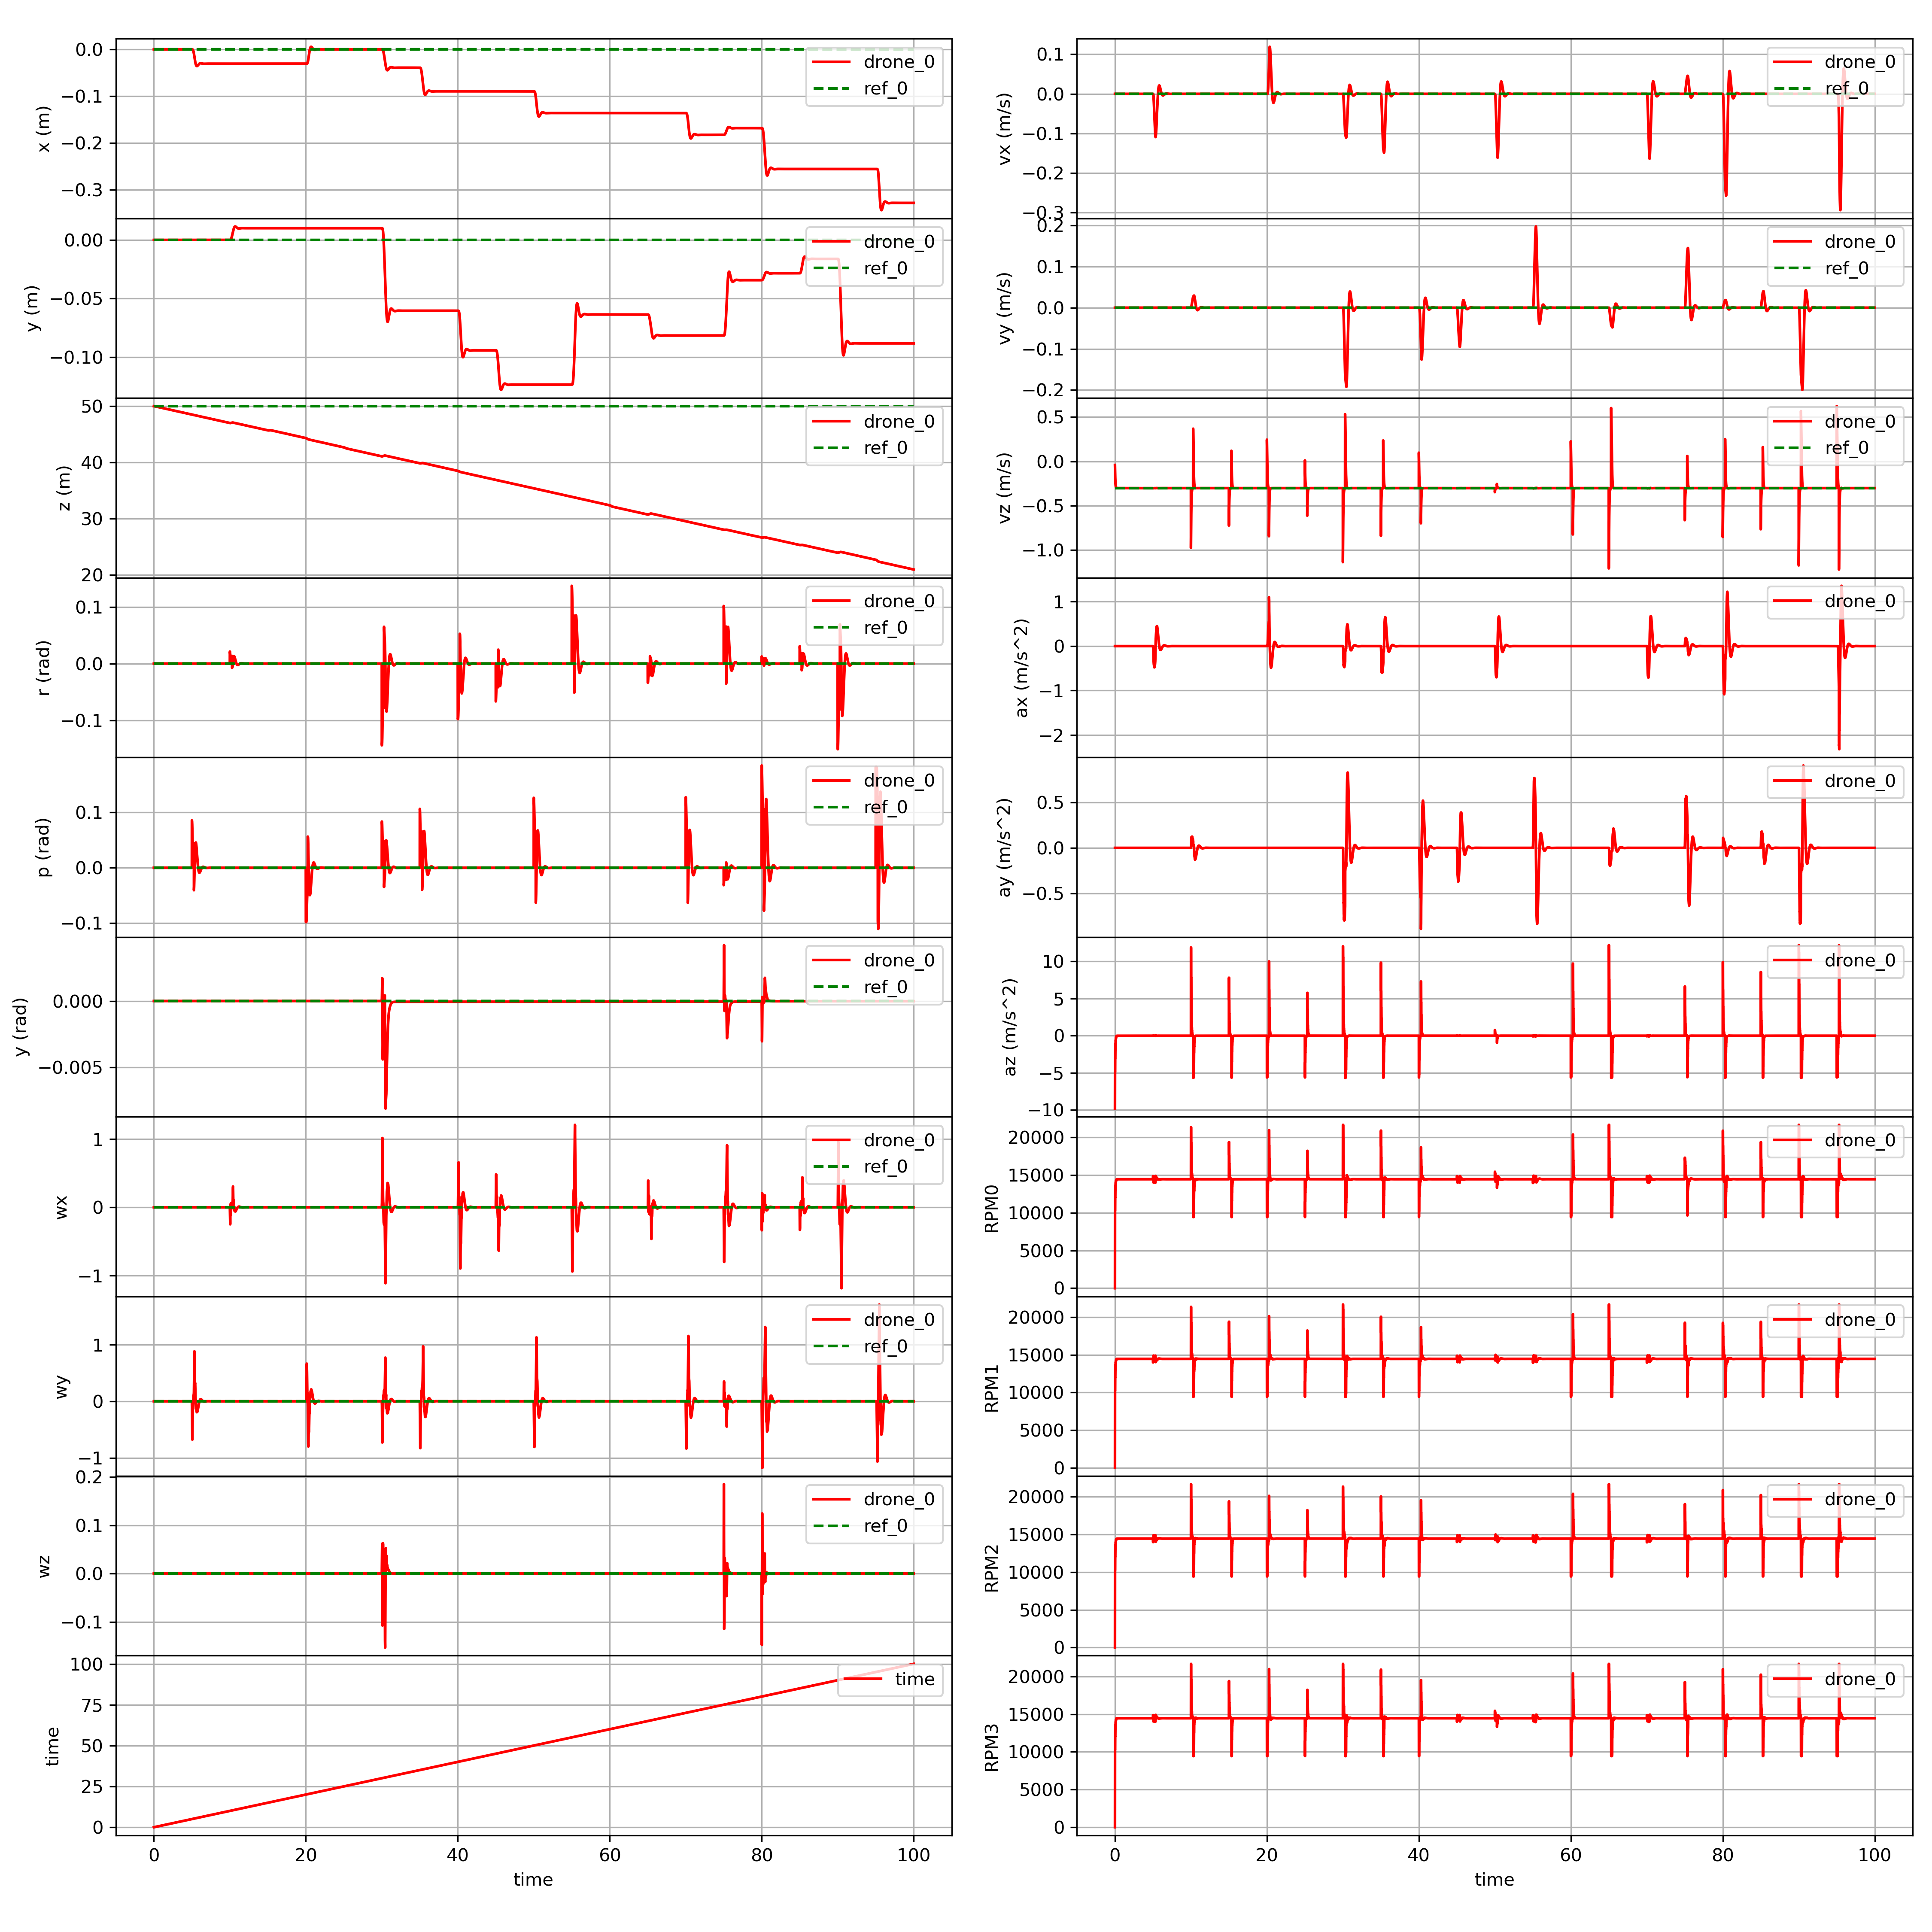 0.0
−0.1
−0.2
−0.3
x (m)
drone_0
ref_0
0.00
−0.05
−0.10
y (m)
drone_0
ref_0
50
40
30
20
z (m)
drone_0
ref_0
0.1
0.0
−0.1
r (rad)
drone_0
ref_0
0.1
0.0
−0.1
p (rad)
drone_0
ref_0
0.000
−0.005
y (rad)
drone_0
ref_0
1
0
−1
wx
drone_0
ref_0
1
0
−1
wy
drone_0
ref_0
0.2
0.1
0.0
−0.1
wz
drone_0
ref_0
100
75
50
25
0
time
time
0 20 40 60 80 100
time
0.1
0.0
−0.1
−0.2
−0.3
vx (m/s)
drone_0
ref_0
0.2
0.1
0.0
−0.1
−0.2
vy (m/s)
drone_0
ref_0
0.5
0.0
−0.5
−1.0
vz (m/s)
drone_0
ref_0
1
0
−1
−2
ax (m/s^2)
drone_0
0.5
0.0
−0.5
ay (m/s^2)
drone_0
10
5
0
−5
−10
az (m/s^2)
drone_0
20000
15000
10000
5000
0
RPM0
drone_0
20000
15000
10000
5000
0
RPM1
drone_0
20000
15000
10000
5000
0
RPM2
drone_0
20000
15000
10000
5000
0
RPM3
drone_0
0 20 40 60 80 100
time